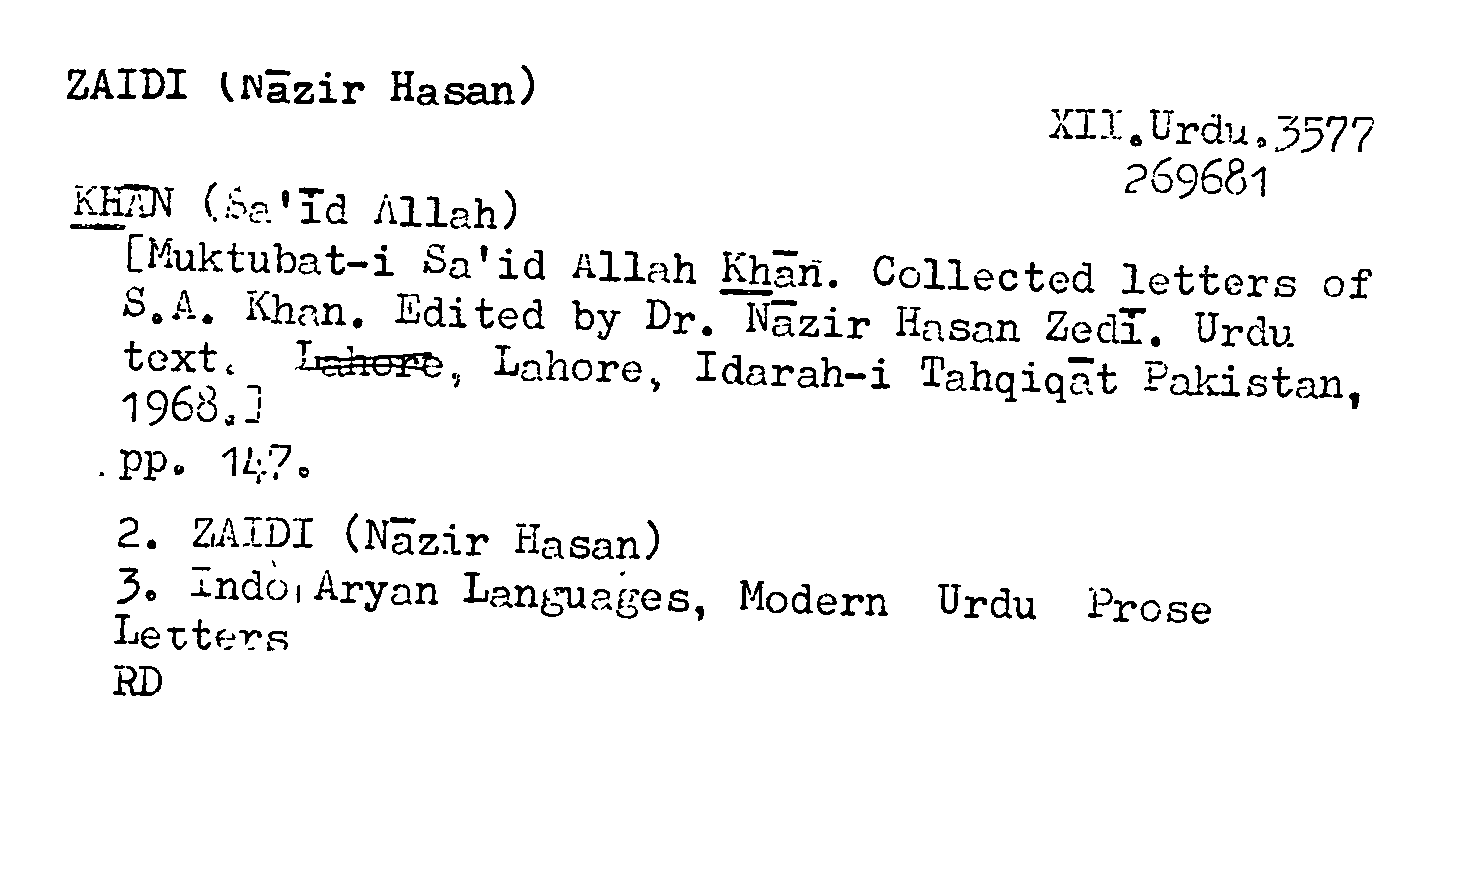 ZAIDI (Nāzir Hasan)
XII.Urdu.3577
269681
KHĀN (Sa'īd Allah)
[Muktubat-i Sa'id Allah Khān. Collected letters of
S.A. Khan. Edited by Dr. Nāzir Hasan Zedī. Urdu
text. Lahore, Lahore, Idarah-i Tahqiqāt Pakistan,
1968.]
pp. 147.
2. ZAIDI (Nāzir Hasan)
3. Indo Aryan Languages, Modern Urdu Prose
Letters
RD